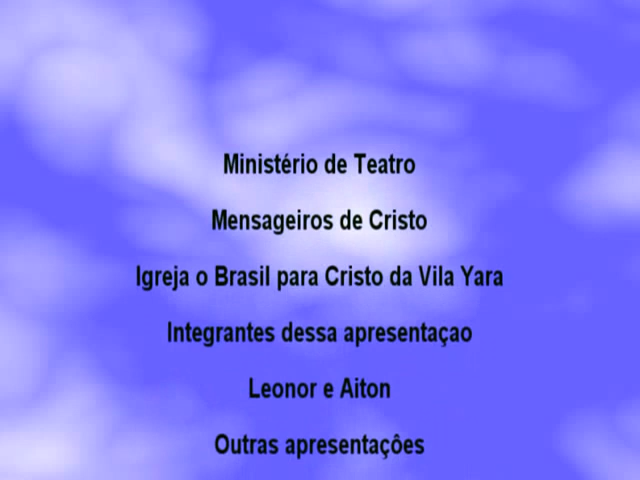 Ministério de Teatro
Mensageiros de Cristo
Igreja o Brasil para Cristo da Vila Yara
Integrantes dessa apresentaçao
Leonor e Aiton
Outras apresentaçôes